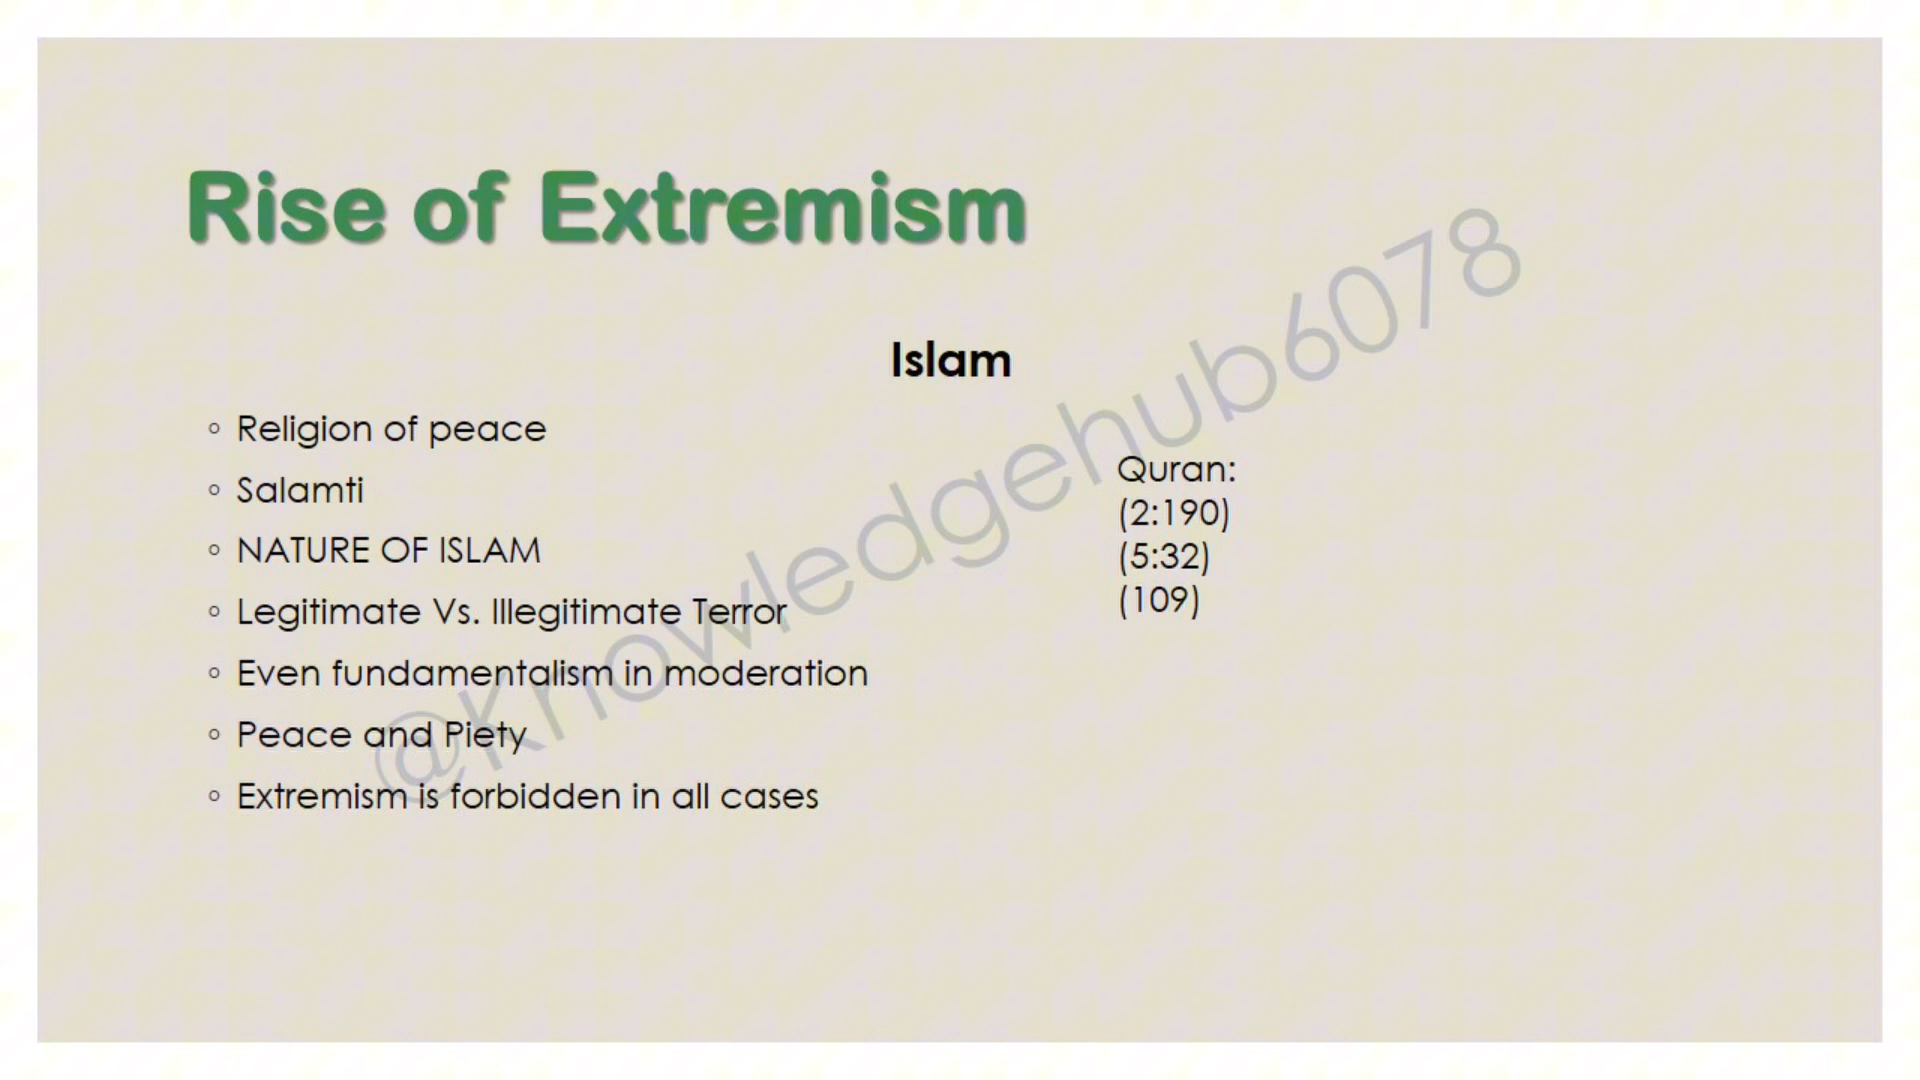 Rise of Extremism
Islam
◦ Religion of peace
◦ Salamti
◦ NATURE OF ISLAM
◦ Legitimate Vs. Illegitimate Terror
◦ Even fundamentalism in moderation
◦ Peace and Piety
◦ Extremism is forbidden in all cases
Quran:
(2:190)
(5:32)
(109)
@Knowledgehub6078